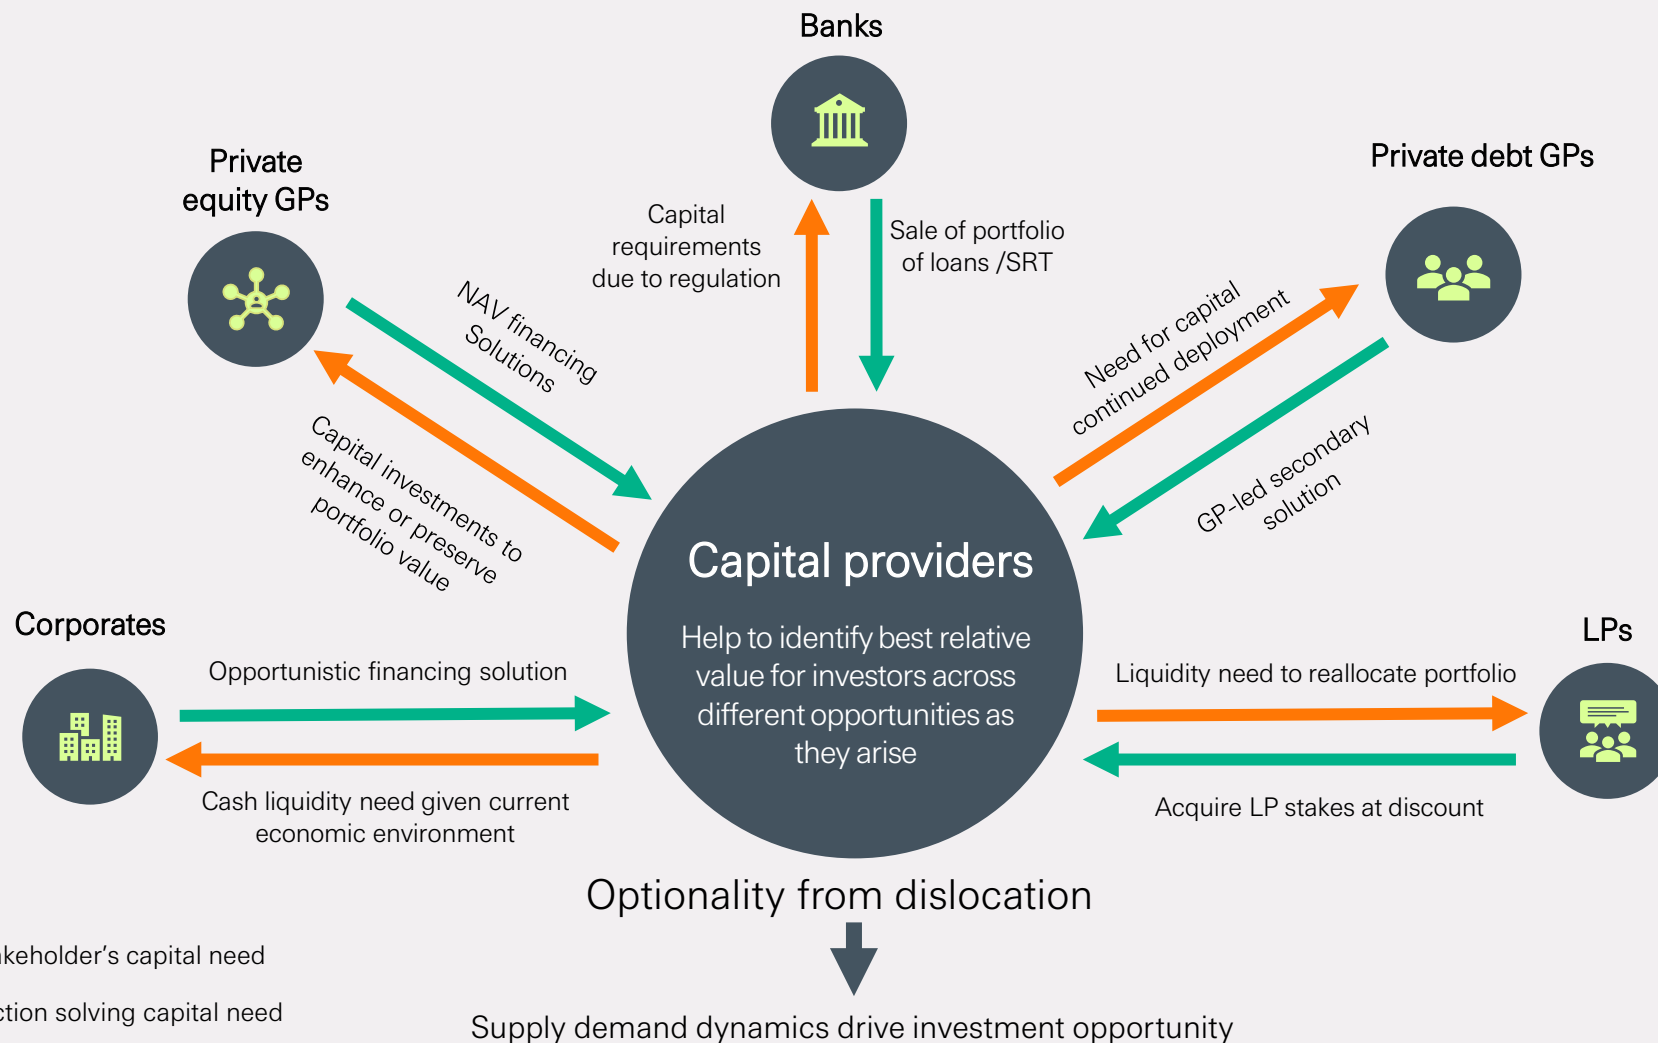 Banks
Private
equity GPs
Private debt GPs
Capital
requirements
due to regulation
Sale of portfolio
of loans /SRT
NAV financing
Solutions
Need for capital
continued deployment
Capital investments to
enhance or preserve
portfolio value
GP-led secondary
solution
Capital providers
Help to identify best relative
value for investors across
different opportunities as
they arise
Corporates
Opportunistic financing solution
Cash liquidity need given current
economic environment
LPs
Liquidity need to reallocate portfolio
Acquire LP stakes at discount
Optionality from dislocation
akeholder's capital need
ction solving capital need
Supply demand dynamics drive investment opportunity